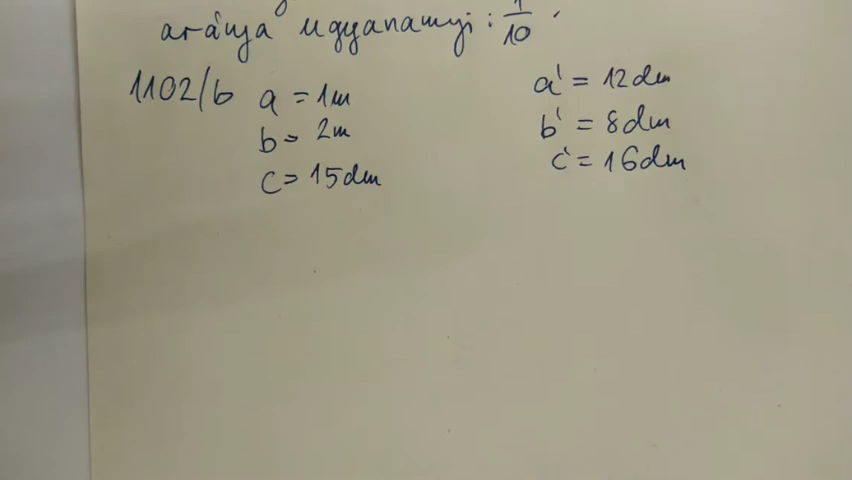 aránya ugyanannyi: 1/10.
1102/b a = 1m a' = 12dm
b = 2m b' = 8dm
c = 15dm c' = 16dm